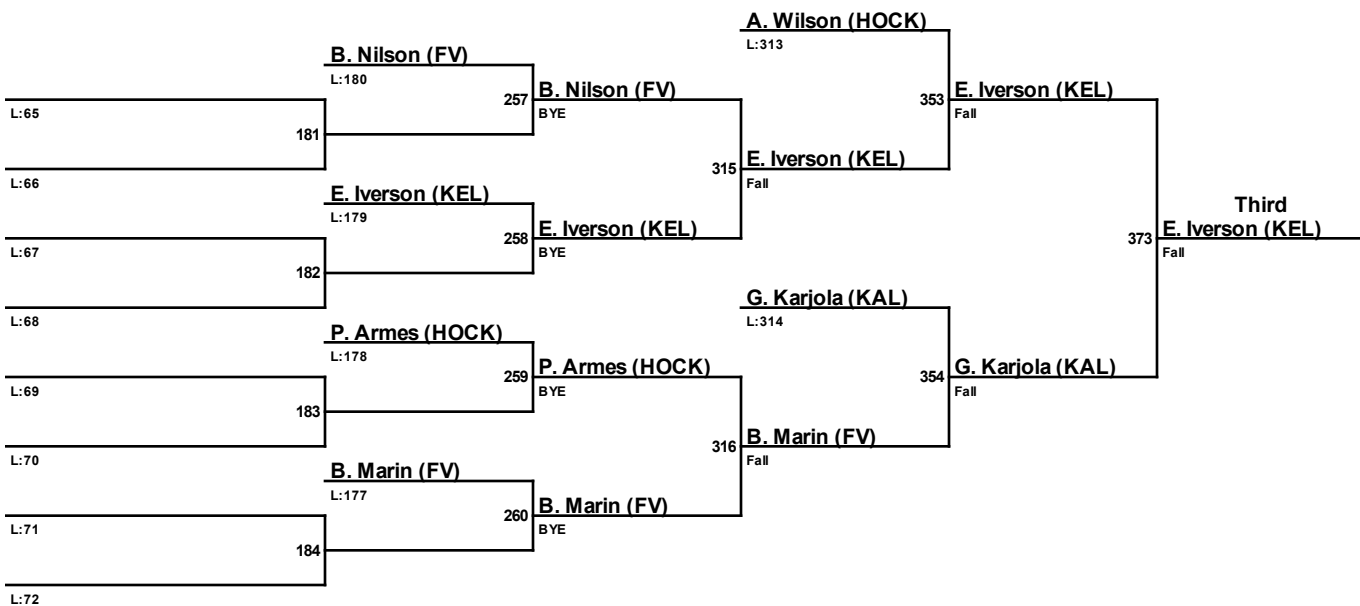 A. Wilson (HOCK)
L:313
B. Nilson (FV)
L:180
257
B. Nilson (FV)
BYE
353
E. Iverson (KEL)
Fall
L:65
181
L:66
315
E. Iverson (KEL)
Fall
E. Iverson (KEL)
L:179
258
E. Iverson (KEL)
BYE
L:67
182
L:68
373
Third
E. Iverson (KEL)
Fall
G. Karjola (KAL)
L:314
P. Armes (HOCK)
L:178
259
P. Armes (HOCK)
BYE
354
G. Karjola (KAL)
Fall
L:69
183
L:70
316
B. Marin (FV)
Fall
B. Marin (FV)
L:177
260
B. Marin (FV)
BYE
L:71
184
L:72